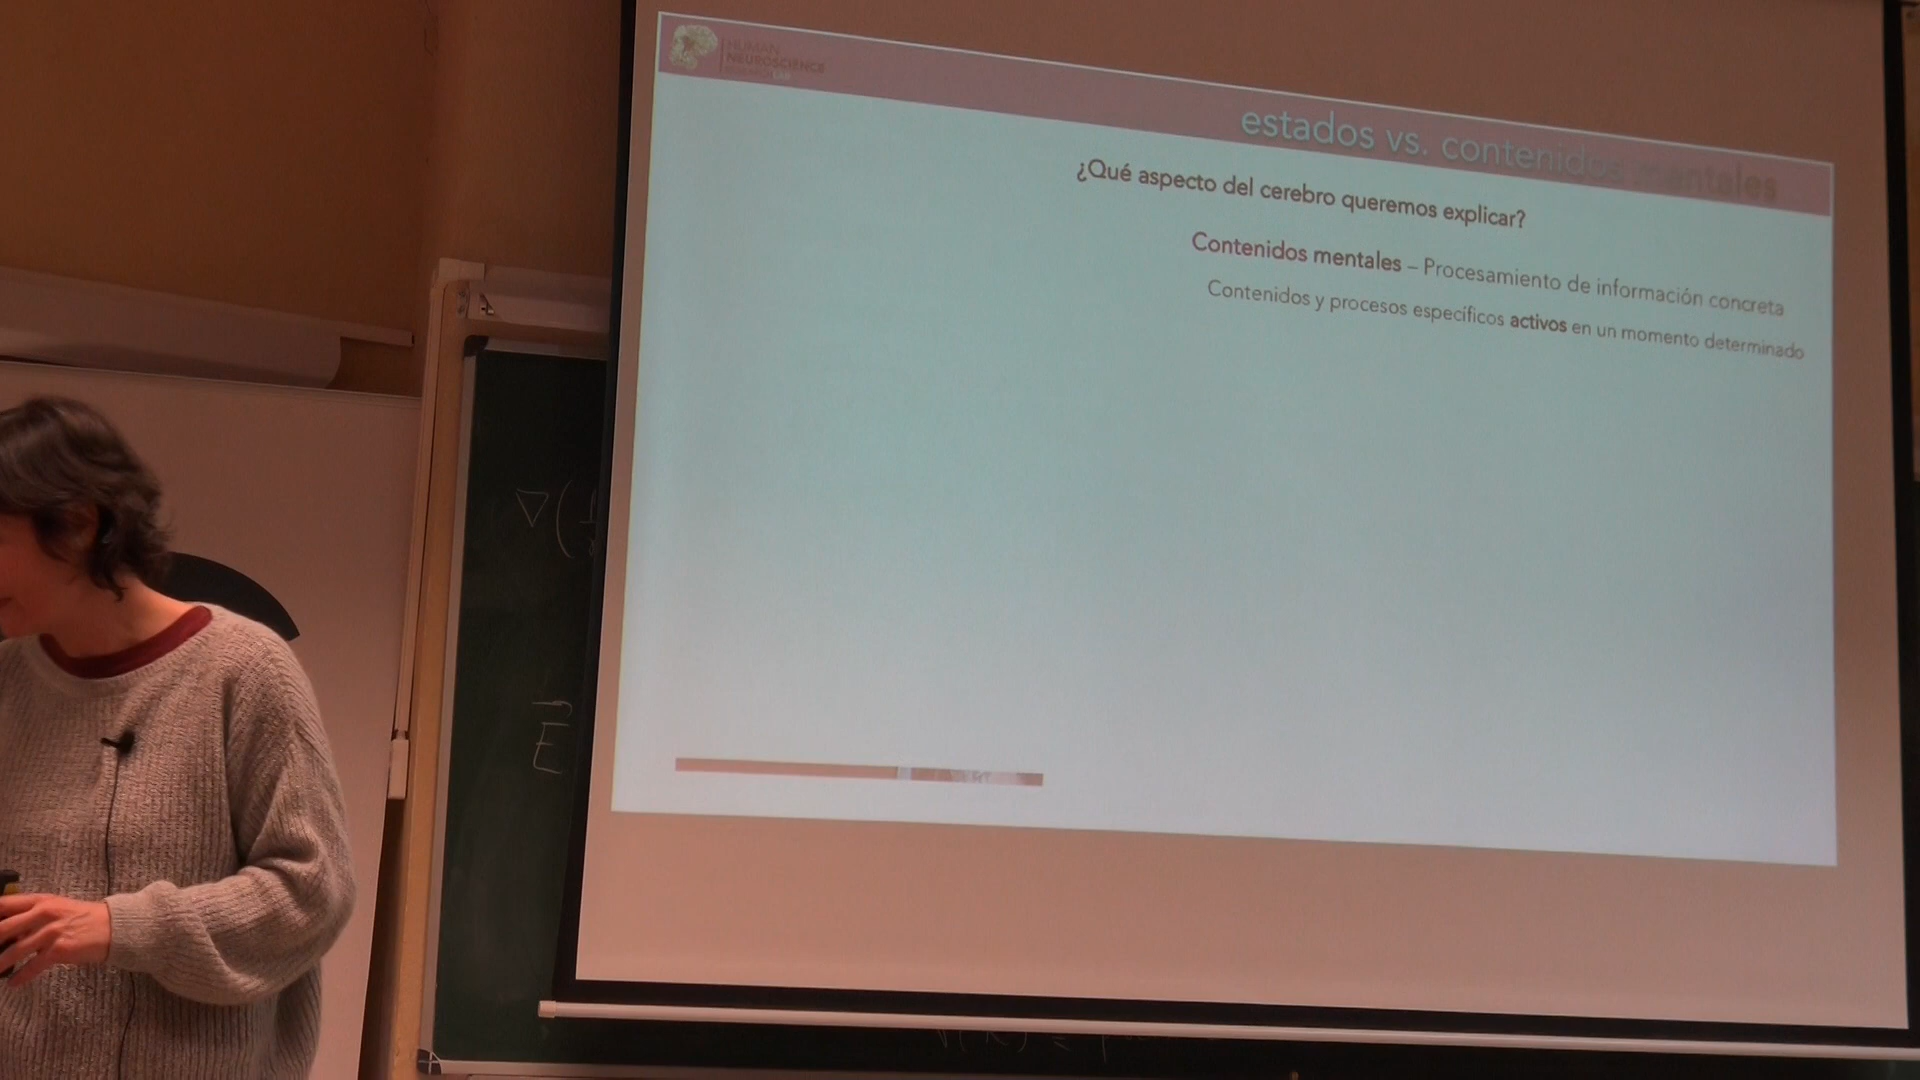 HUMAN
NEUROSCIENCE
LAB
estados vs. contenidos mentales
¿Qué aspecto del cerebro queremos explicar?
Contenidos mentales – Procesamiento de información concreta
Contenidos y procesos específicos activos en un momento determinado
∇(
E